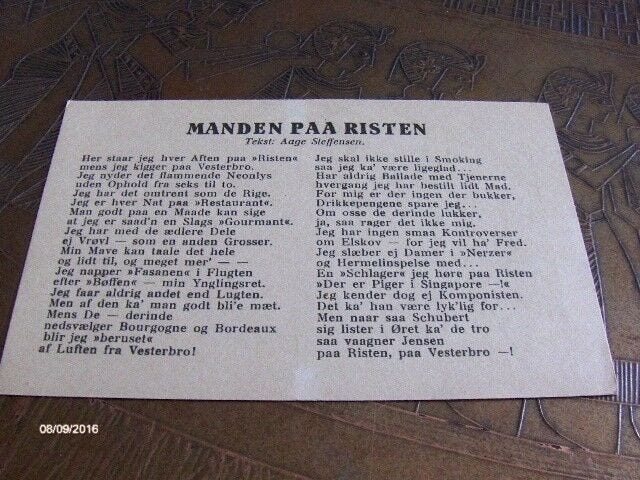 MANDEN PAA RISTEN
Tekst: Aage Steffensen.
Her staar jeg hver Aften paa »Risten«
mens jeg kigger paa Vesterbro.
Jeg nyder det flammende Neonlys
uden Ophold fra seks til to.
Jeg har det omtrent som de Rige.
Jeg er hver Nat paa »Restaurant«.
Man godt paa en Maade kan sige
at jeg er saad'n en Slags »Gourmant«.
Jeg har med de ædlere Dele
ej Vrøvl — som en anden Grosser.
Min Mave kan taale det hele
og lidt til, og meget mer' — —
Jeg napper »Fasanen« i Flugten
efter »Bøffen« — min Ynglingsret.
Jeg faar aldrig andet end Lugten.
Men af den ka' man godt bli'e mæt.
Mens De — derinde
nedsvælger Bourgogne og Bordeaux
blir jeg »beruset«
af Luften fra Vesterbro!
Jeg skal ikke stille i Smoking
saa jeg ka' være ligeglad...
Har aldrig Ballade med Tjenerne
hvergang jeg har bestilt lidt Mad.
For mig er der ingen der bukker,
Drikkepengene spare jeg...
Om osse de derinde lukker,
ja, saa rager det ikke mig.
Jeg har ingen smaa Kontroverser
om Elskov — for jeg vil ha' Fred.
Jeg slæber ej Damer i »Nerzer«
og Hermelinspelse med...
En »Schlager« jeg høre paa Risten
»Der er Piger i Singapore —!«
Jeg kender dog ej Komponisten.
Det ka' han være lyk'lig for...
Men naar saa Schubert
sig lister i Øret ka' de tro
saa vaagner Jensen
paa Risten, paa Vesterbro —!
08/09/2016